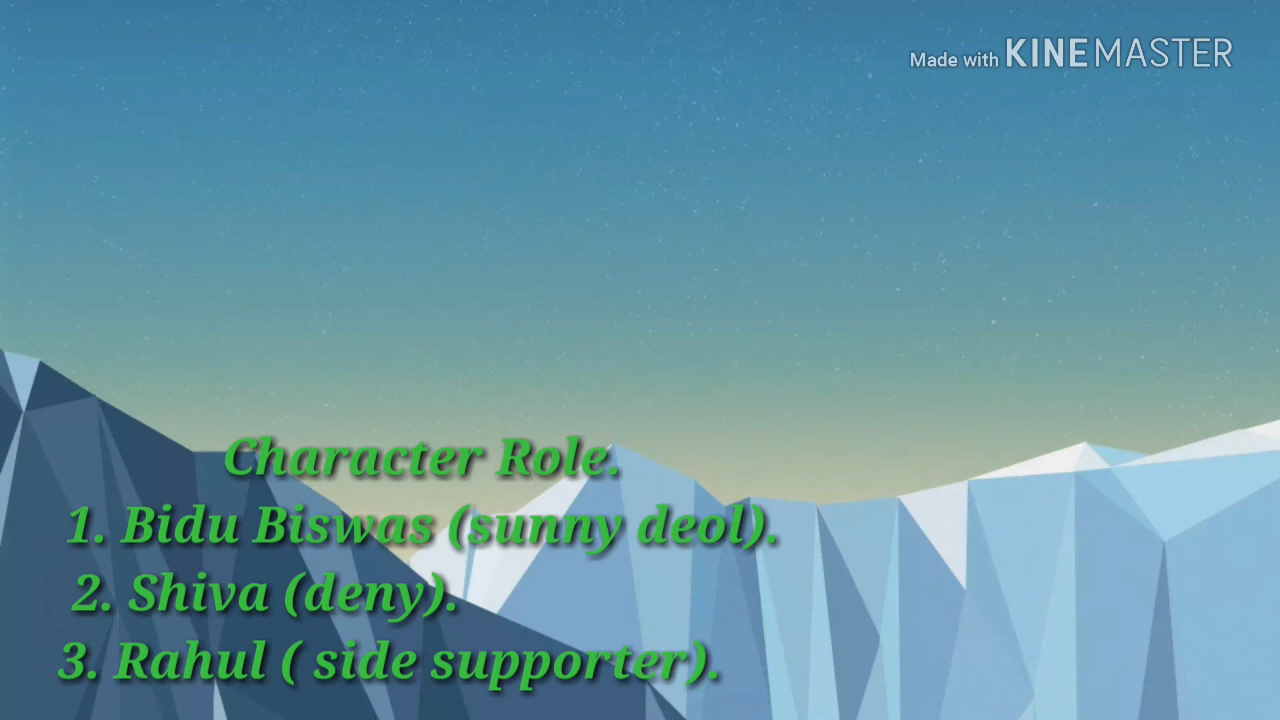 Made with KINEMASTER
Character Role.
1. Bidu Biswas (sunny deol).
2. Shiva (deny).
3. Rahul ( side supporter).